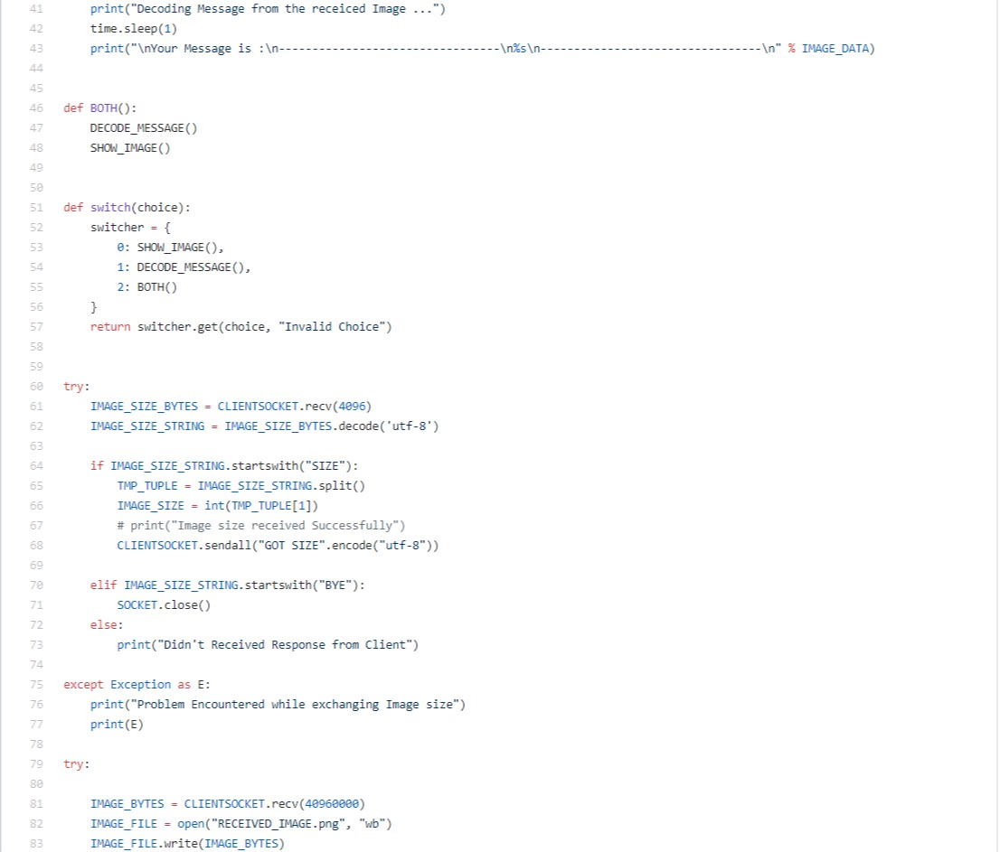 41 print("Decoding Message from the receiced Image ...")
42 time.sleep(1)
43 print("\nYour Message is :\n---------------------------------\n%s\n---------------------------------\n" % IMAGE_DATA)
44
45
46 def BOTH():
47 DECODE_MESSAGE()
48 SHOW_IMAGE()
49
50
51 def switch(choice):
52 switcher = {
53 0: SHOW_IMAGE(),
54 1: DECODE_MESSAGE(),
55 2: BOTH()
56 }
57 return switcher.get(choice, "Invalid Choice")
58
59
60 try:
61 IMAGE_SIZE_BYTES = CLIENTSOCKET.recv(4096)
62 IMAGE_SIZE_STRING = IMAGE_SIZE_BYTES.decode('utf-8')
63
64 if IMAGE_SIZE_STRING.startswith("SIZE"):
65 TMP_TUPLE = IMAGE_SIZE_STRING.split()
66 IMAGE_SIZE = int(TMP_TUPLE[1])
67 # print("Image size received Successfully")
68 CLIENTSOCKET.sendall("GOT SIZE".encode("utf-8"))
69
70 elif IMAGE_SIZE_STRING.startswith("BYE"):
71 SOCKET.close()
72 else:
73 print("Didn't Received Response from Client")
74
75 except Exception as E:
76 print("Problem Encountered while exchanging Image size")
77 print(E)
78
79 try:
80
81 IMAGE_BYTES = CLIENTSOCKET.recv(40960000)
82 IMAGE_FILE = open("RECEIVED_IMAGE.png", "wb")
83 IMAGE_FILE.write(IMAGE_BYTES)